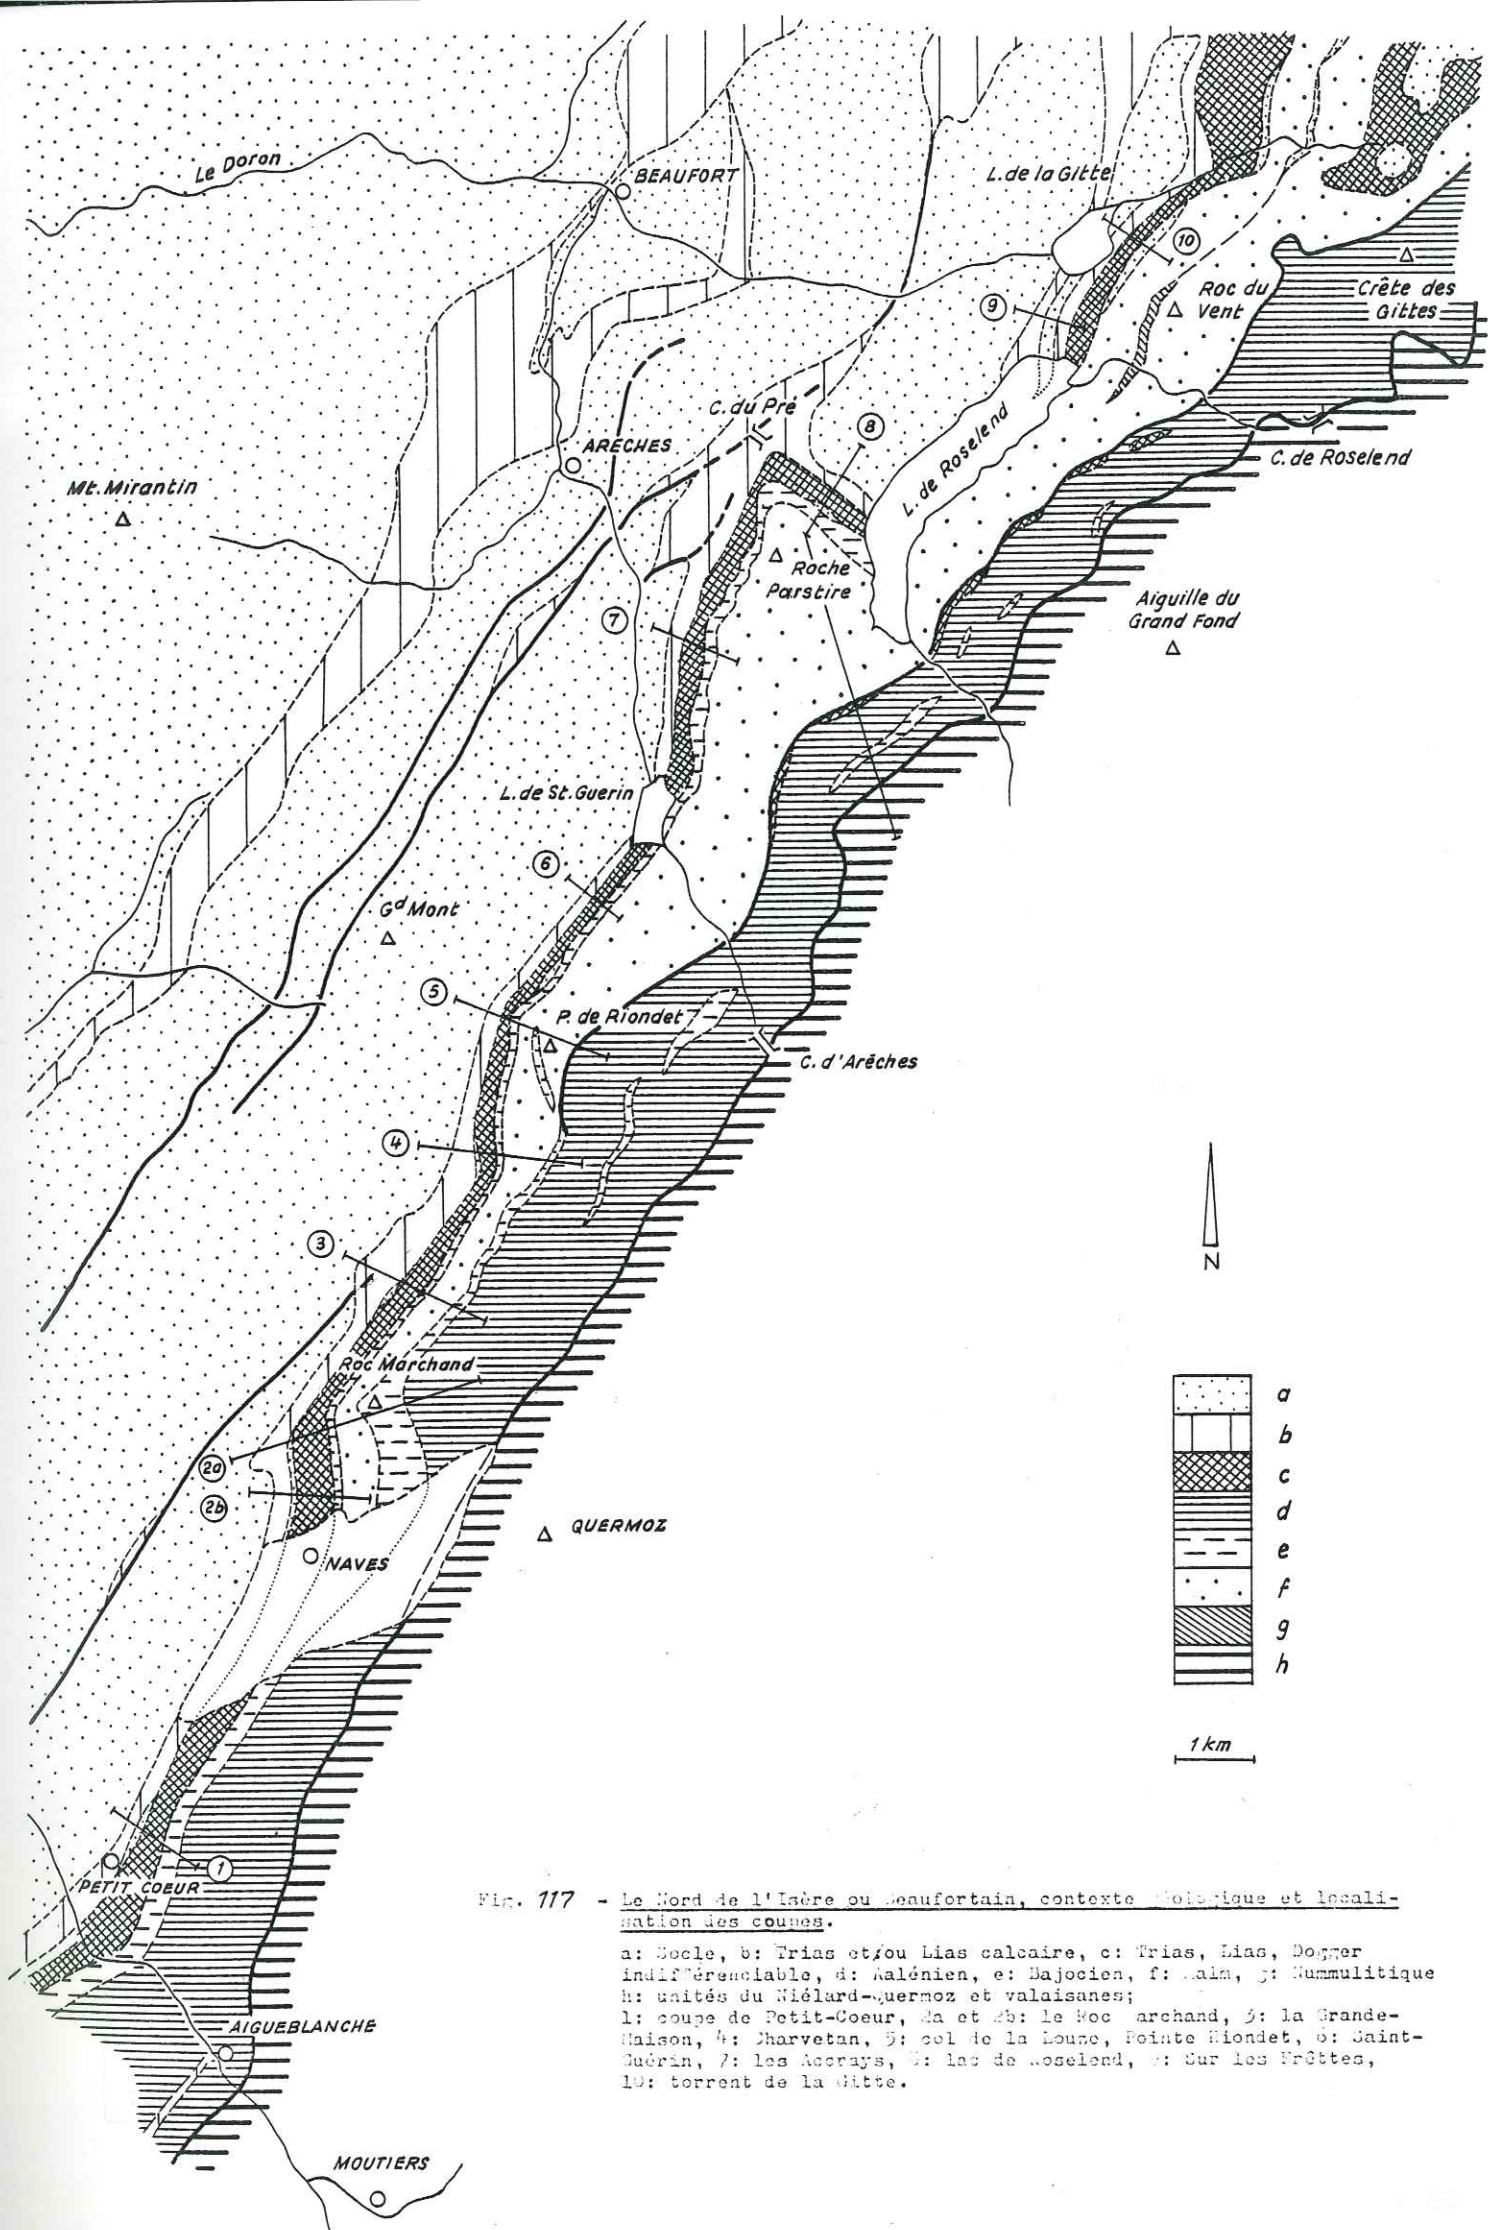 Le Doron
BEAUFORT
L. de la Gitte
10
Roc du
Vent
Crête des
Gittes
9
C. du Pré
8
ARÊCHES
L. de Roselend
C. de Roselend
Mt. Mirantin
Roche
Parstire
Aiguille du
Grand Fond
7
L. de St. Guerin
6
Gd Mont
5
P. de Riondet
C. d'Arêches
4
N
3
Roc Marchand
2a
2b
QUERMOZ
NAVES
a
b
c
d
e
f
g
h
1 km
1
PETIT COEUR
Fig. 117 - Le Nord de l'Isère ou Beaufortain, contexte et locali-
sation des coupes.
a: Socle, b: Trias et/ou Lias calcaire, c: Trias, Lias, Dogger
indifférenciable, d: Aalénien, e: Bajocien, f: Malm, g: Nummulitique
h: unités du Niélard-Quermoz et valaisanes;
1: coupe de Petit-Coeur, 2a et 2b: le Roc Marchand, 3: la Grande-
Maison, 4: Charvetan, 5: col de la Louze, Pointe Riondet, 6: Saint-
Guérin, 7: les Accrays, 8: lac de Roselend, 9: Sur les Frêttes,
10: torrent de la Gitte.
AIGUEBLANCHE
MOUTIERS